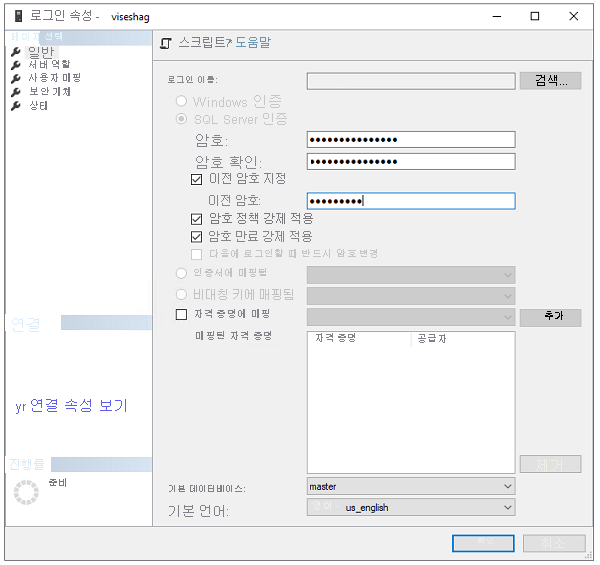 로그인 속성 - viseshag
페이지 선택
일반
서버 역할
사용자 매핑
보안 개체
상태
스크립트? 도움말
로그인 이름:
검색...
Windows 인증
SQL Server 인증
암호:
암호 확인:
이전 암호 지정
이전 암호:
암호 정책 강제 적용
암호 만료 강제 적용
다음에 로그인할 때 반드시 암호 변경
인증서에 매핑됨
비대칭 키에 매핑됨
자격 증명에 매핑
추가
매핑된 자격 증명
자격 증명
공급자
연결
yr 연결 속성 보기
진행률
준비
제거
기본 데이터베이스:
master
기본 언어:
us_english
취소